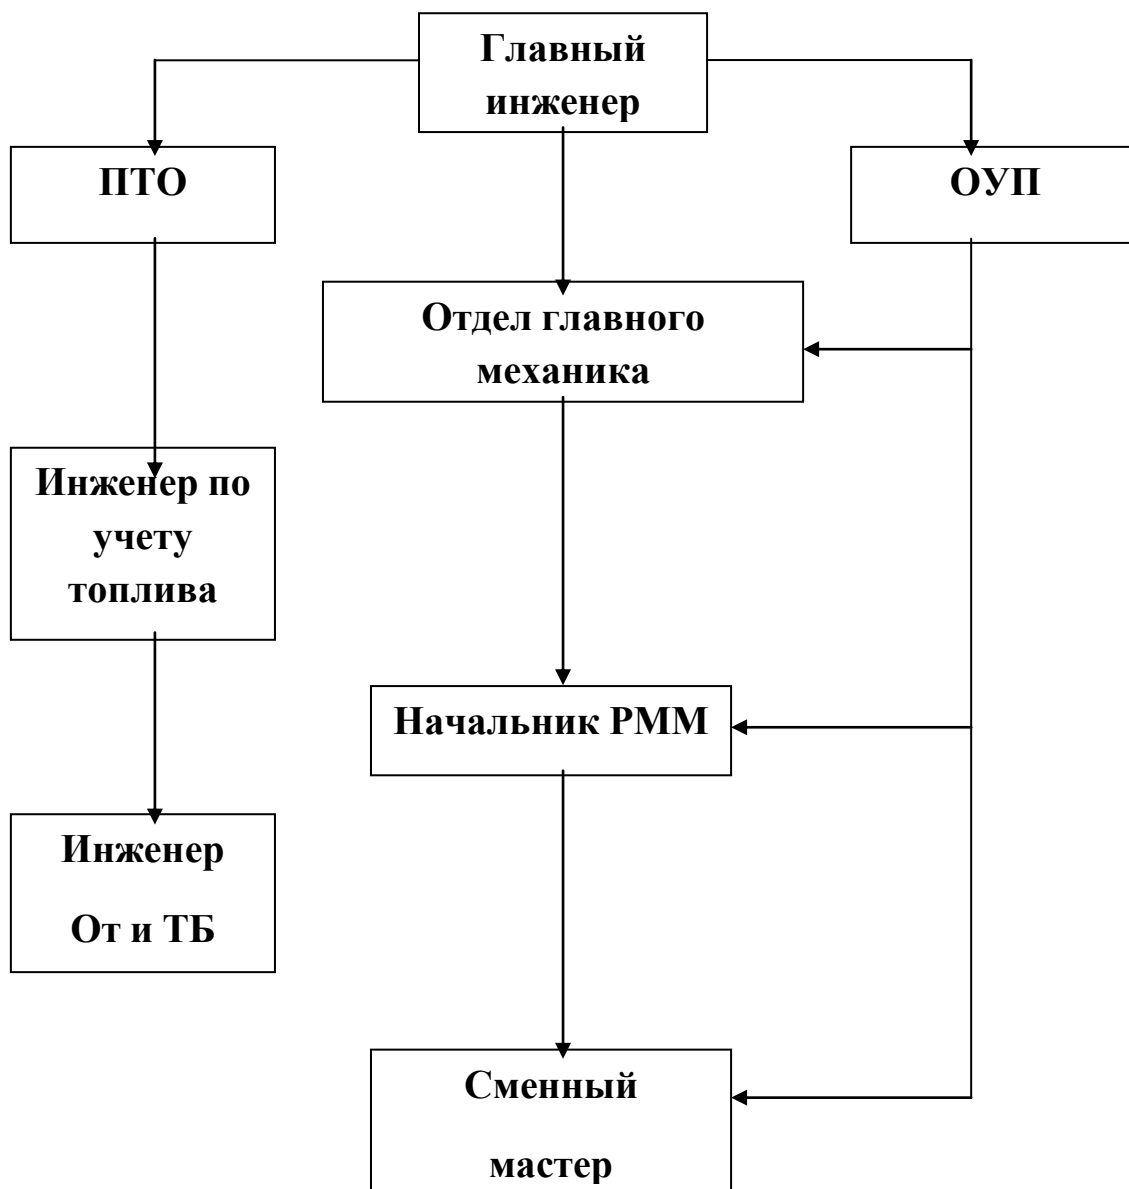 Главный
инженер
ПТО
ОУП
Отдел главного
механика
Инженер по
учету
топлива
Начальник РММ
Инженер
От и ТБ
Сменный
мастер